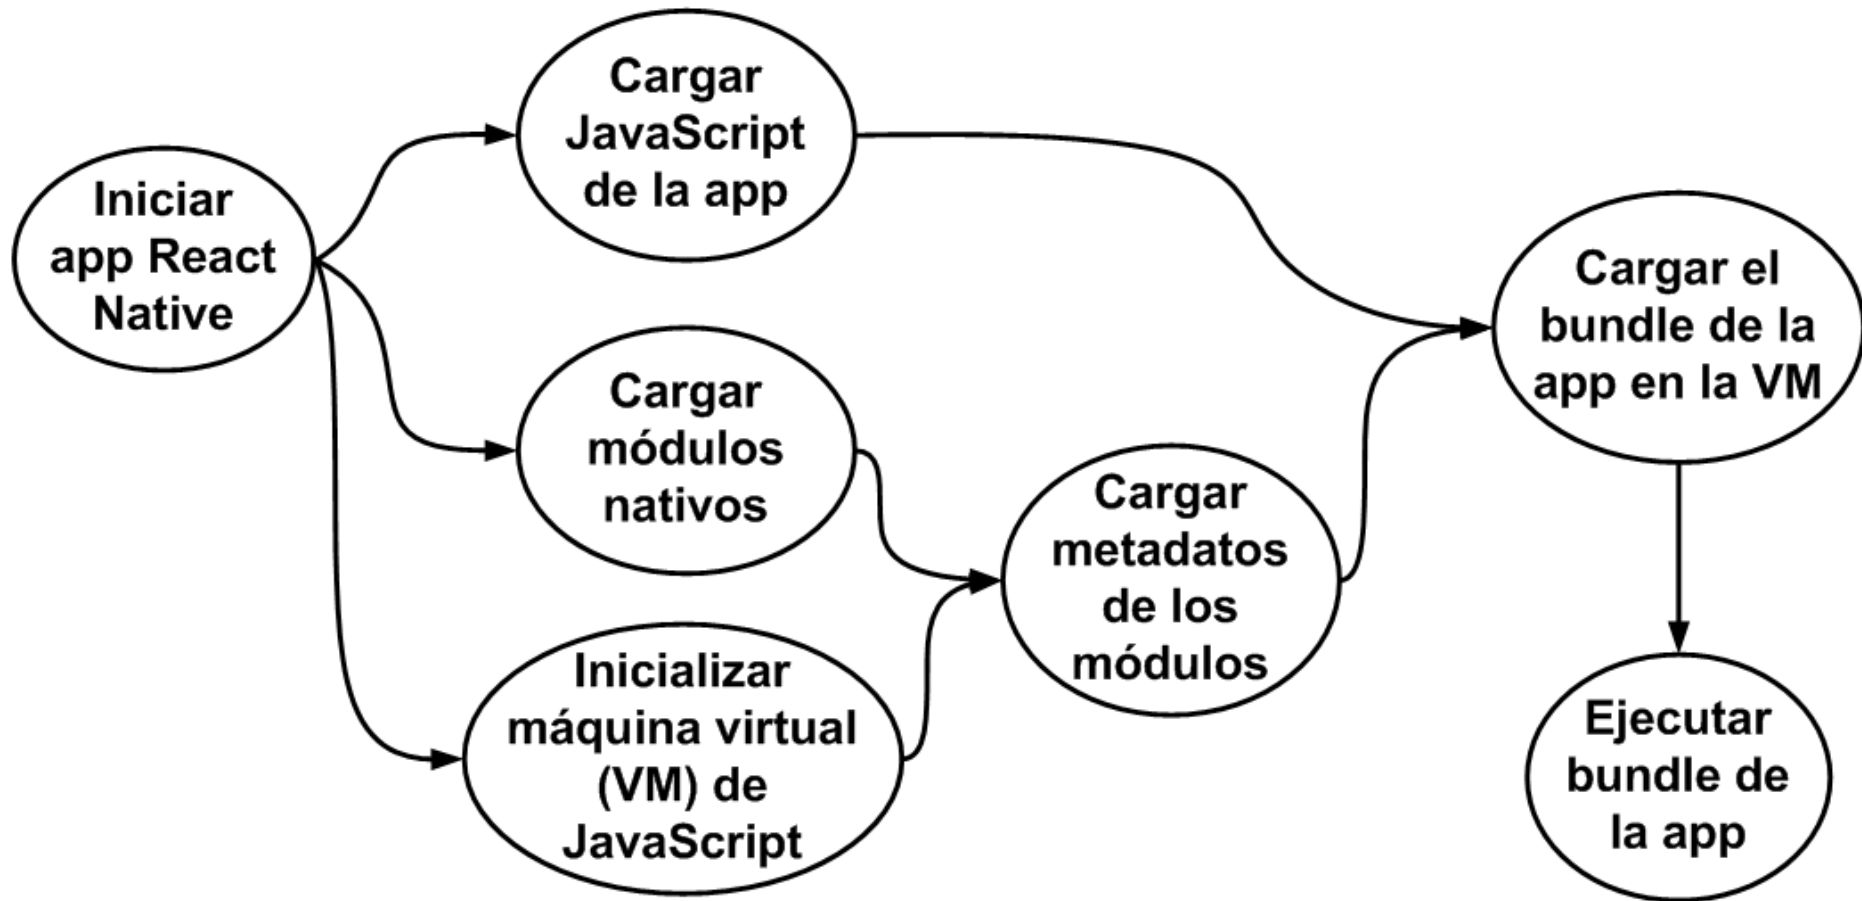 Iniciar
app React
Native
Cargar
JavaScript
de la app
Cargar
módulos
nativos
Inicializar
máquina virtual
(VM) de
JavaScript
Cargar
metadatos
de los
módulos
Cargar el
bundle de la
app en la VM
Ejecutar
bundle de
la app